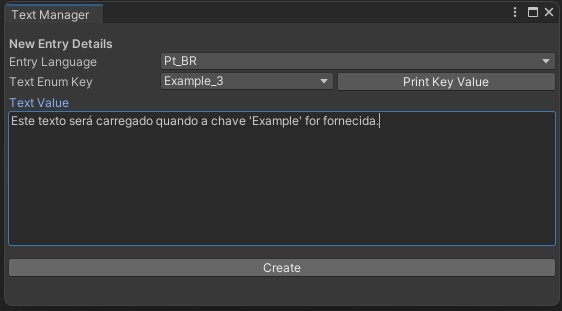 Text Manager
New Entry Details
Entry Language Pt_BR
Text Enum Key Example_3 Print Key Value
Text Value
Este texto será carregado quando a chave 'Example' for fornecida.
Create